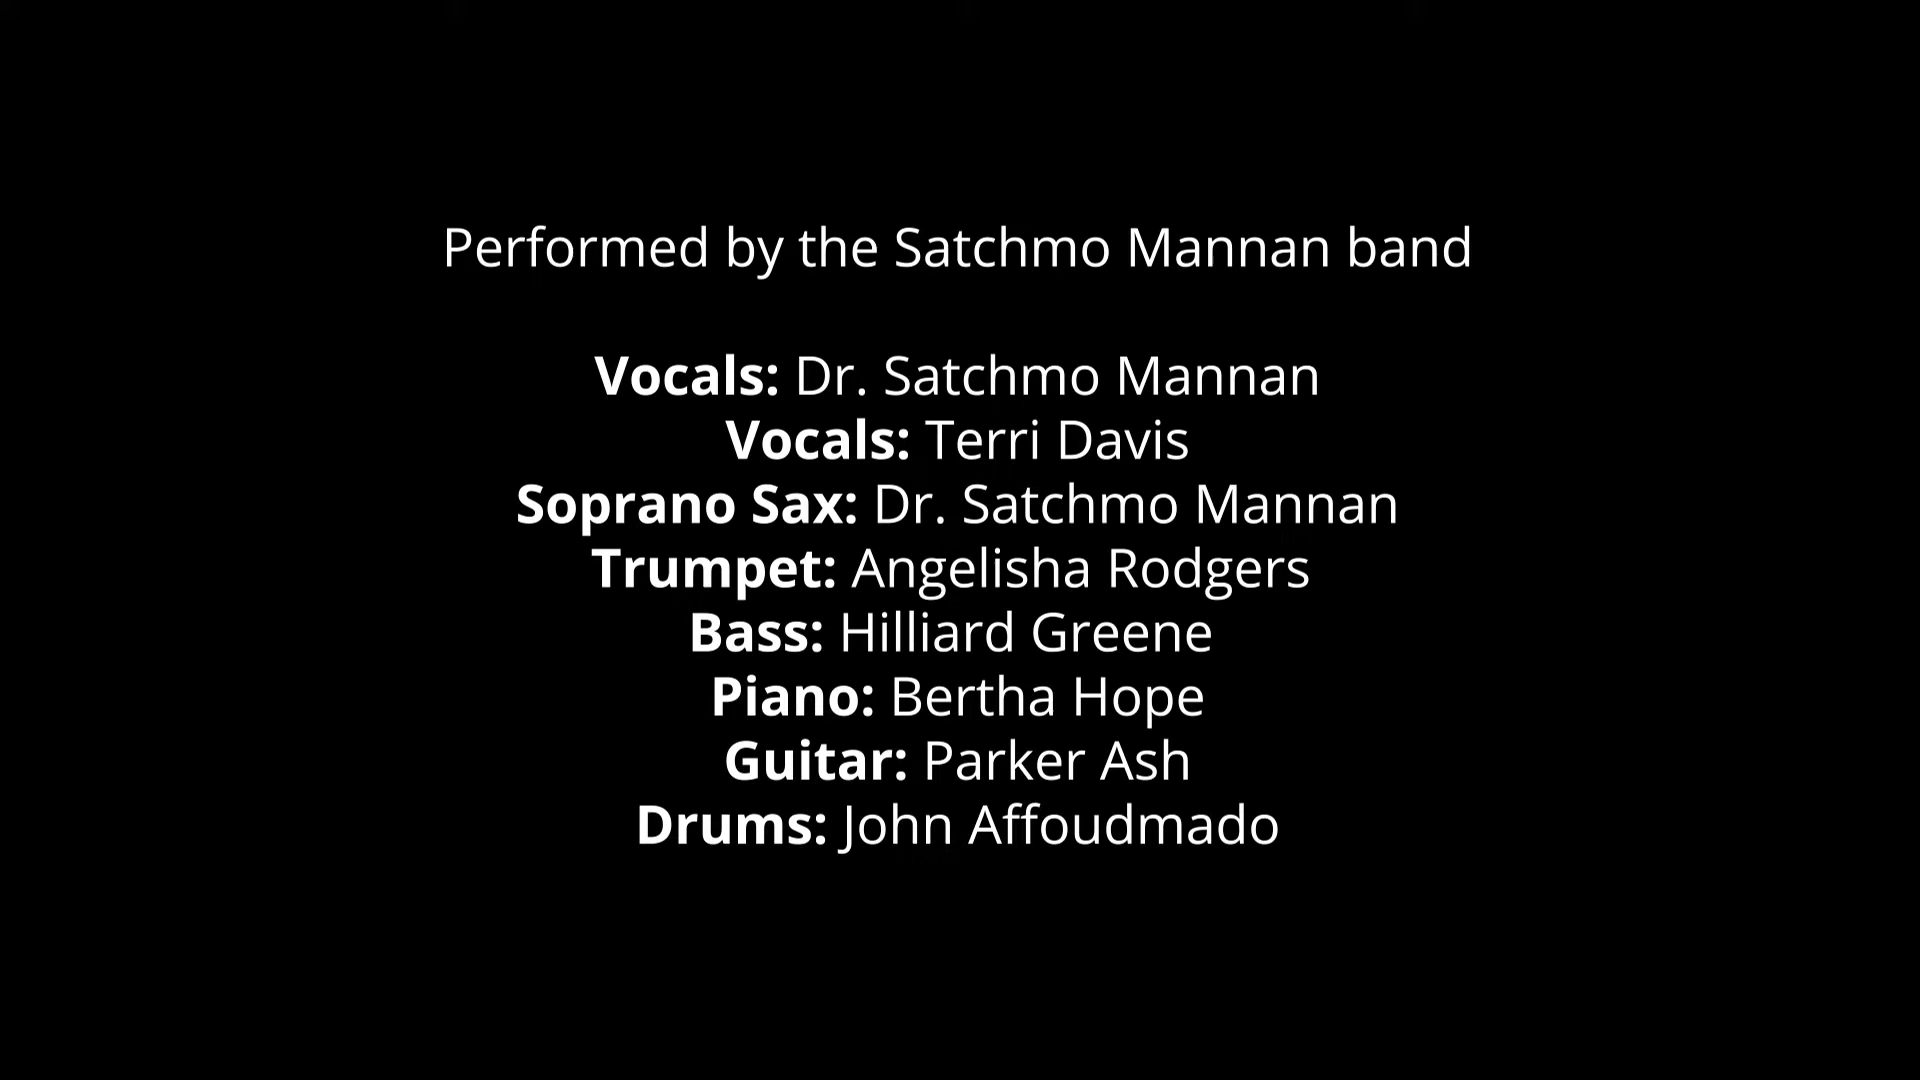 Performed by the Satchmo Mannan band
Vocals: Dr. Satchmo Mannan
Vocals: Terri Davis
Soprano Sax: Dr. Satchmo Mannan
Trumpet: Angelisha Rodgers
Bass: Hilliard Greene
Piano: Bertha Hope
Guitar: Parker Ash
Drums: John Affoudmado